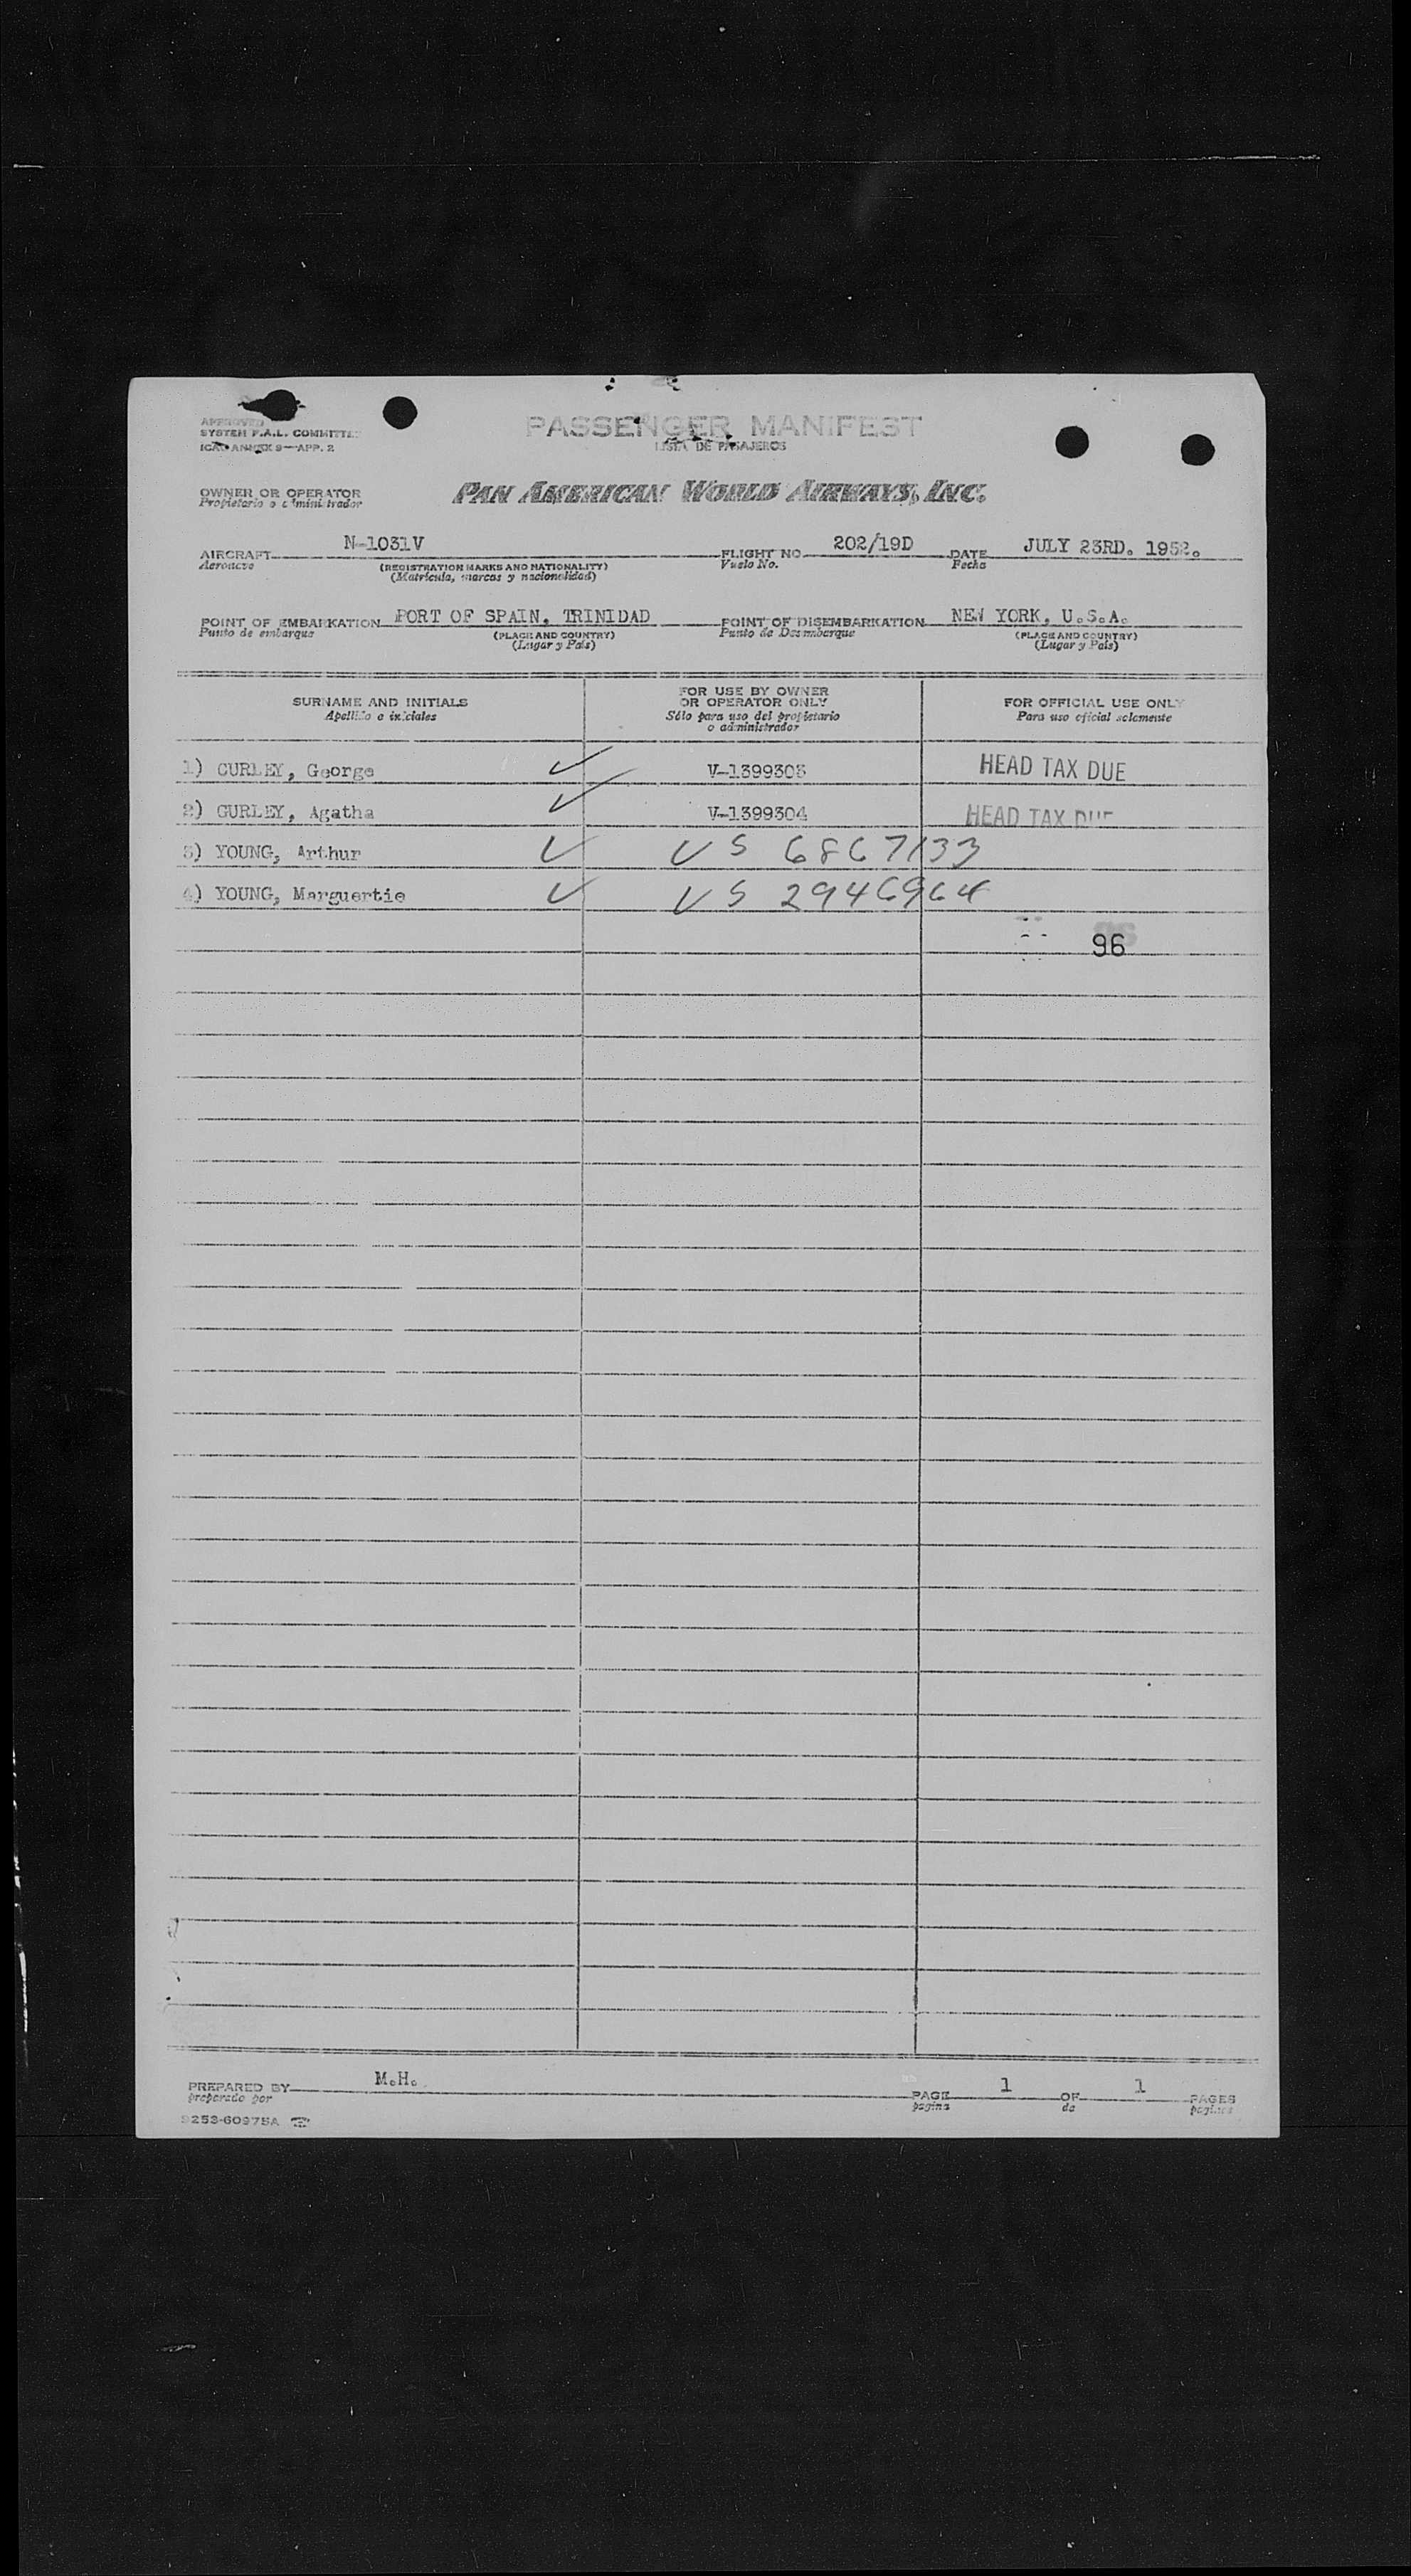 APPROVED
SYSTEM F.A.L. COMMITTEE
ICAO ANNEX 9—APP. 2
PASSENGER MANIFEST
LISTA DE PASAJEROS
OWNER OR OPERATOR
Propietario o administrador
PAN AMERICAN WORLD AIRWAYS, INC.
AIRCRAFT N-1031V FLIGHT NO. 202/19D DATE JULY 23RD. 1952.
Aeronave (REGISTRATION MARKS AND NATIONALITY) Vuelo No. Fecha
(Matricula, marcas y nacionalidad)
POINT OF EMBARKATION PORT OF SPAIN, TRINIDAD POINT OF DISEMBARKATION NEW YORK, U.S.A.
Punto de embarque (PLACE AND COUNTRY) Punto de Desembarque (PLACE AND COUNTRY)
(Lugar y País) (Lugar y País)
SURNAME AND INITIALS FOR USE BY OWNER OR OPERATOR ONLY FOR OFFICIAL USE ONLY
Apellido e iniciales Sólo para uso del propietario o administrador Para uso oficial solamente
1) CURLEY, George ✓ V-1399303 HEAD TAX DUE
2) CURLEY, Agatha ✓ V-1399304 HEAD TAX DUE
3) YOUNG, Arthur ✓ US 6867133
4) YOUNG, Marguertie ✓ US 2946964
96
PREPARED BY M.H. PAGE 1 OF 1 PAGES
preparado por pagina de paginas
9252-60975A